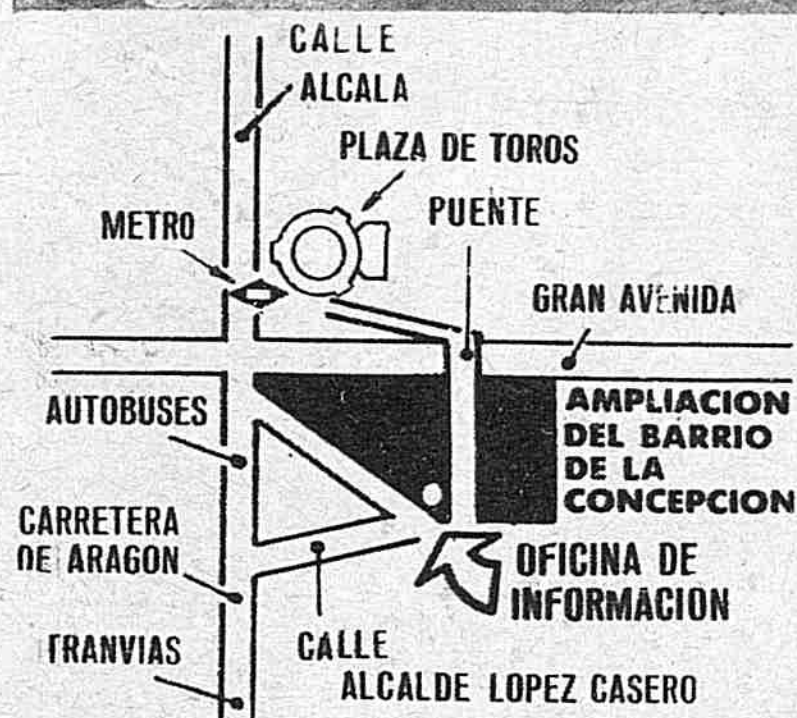 CALLE
ALCALA
PLAZA DE TOROS
METRO
PUENTE
GRAN AVENIDA
AUTOBUSES
AMPLIACION
DEL BARRIO
DE LA
CONCEPCION
CARRETERA
DE ARAGON
OFICINA DE
INFORMACION
TRANVIAS
CALLE
ALCALDE LOPEZ CASERO